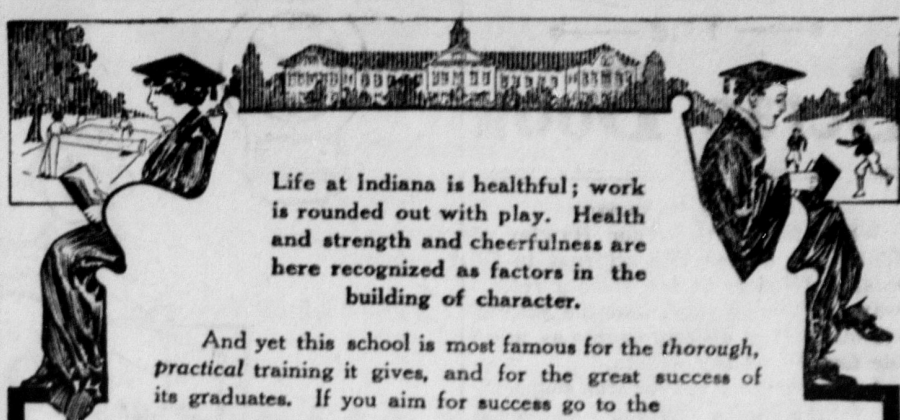 Life at Indiana is healthful; work
is rounded out with play. Health
and strength and cheerfulness are
here recognized as factors in the
building of character.
And yet this school is most famous for the thorough,
practical training it gives, and for the great success of
its graduates. If you aim for success go to the